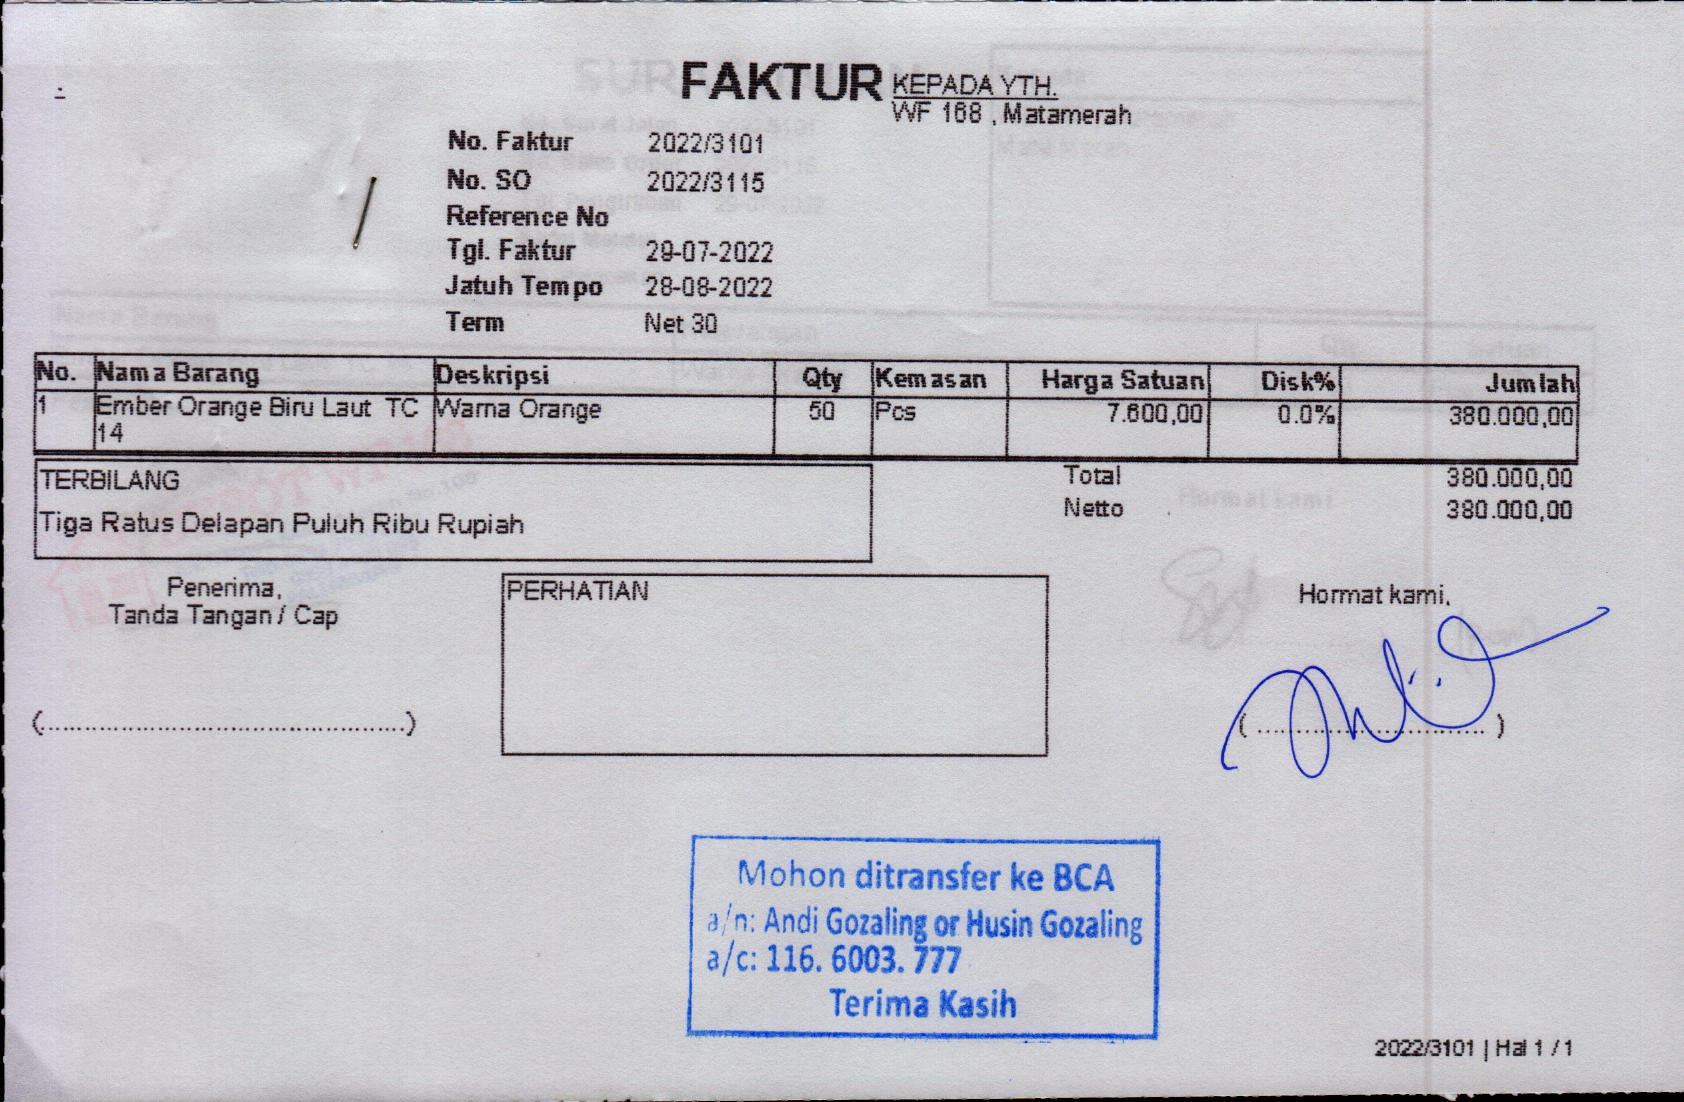 FAKTUR
KEPADA YTH.
WF 168 , Matamerah
No. Faktur 2022/3101
No. SO 2022/3115
Reference No
Tgl. Faktur 29-07-2022
Jatuh Tempo 28-08-2022
Term Net 30
No. Nama Barang Deskripsi Qty Kemasan Harga Satuan Disk% Jumlah
1 Ember Orange Biru Laut TC Warna Orange 50 Pcs 7.600,00 0.0% 380.000,00
14
TERBILANG
Total 380.000,00
Netto 380.000,00
Tiga Ratus Delapan Puluh Ribu Rupiah
Penerima,
Tanda Tangan / Cap
PERHATIAN
Hormat kami,
(..............................................)
( .............................. )
Mohon ditransfer ke BCA
a/n: Andi Gozaling or Husin Gozaling
a/c: 116. 6003. 777
Terima Kasih
2022/3101 | Hal 1 / 1